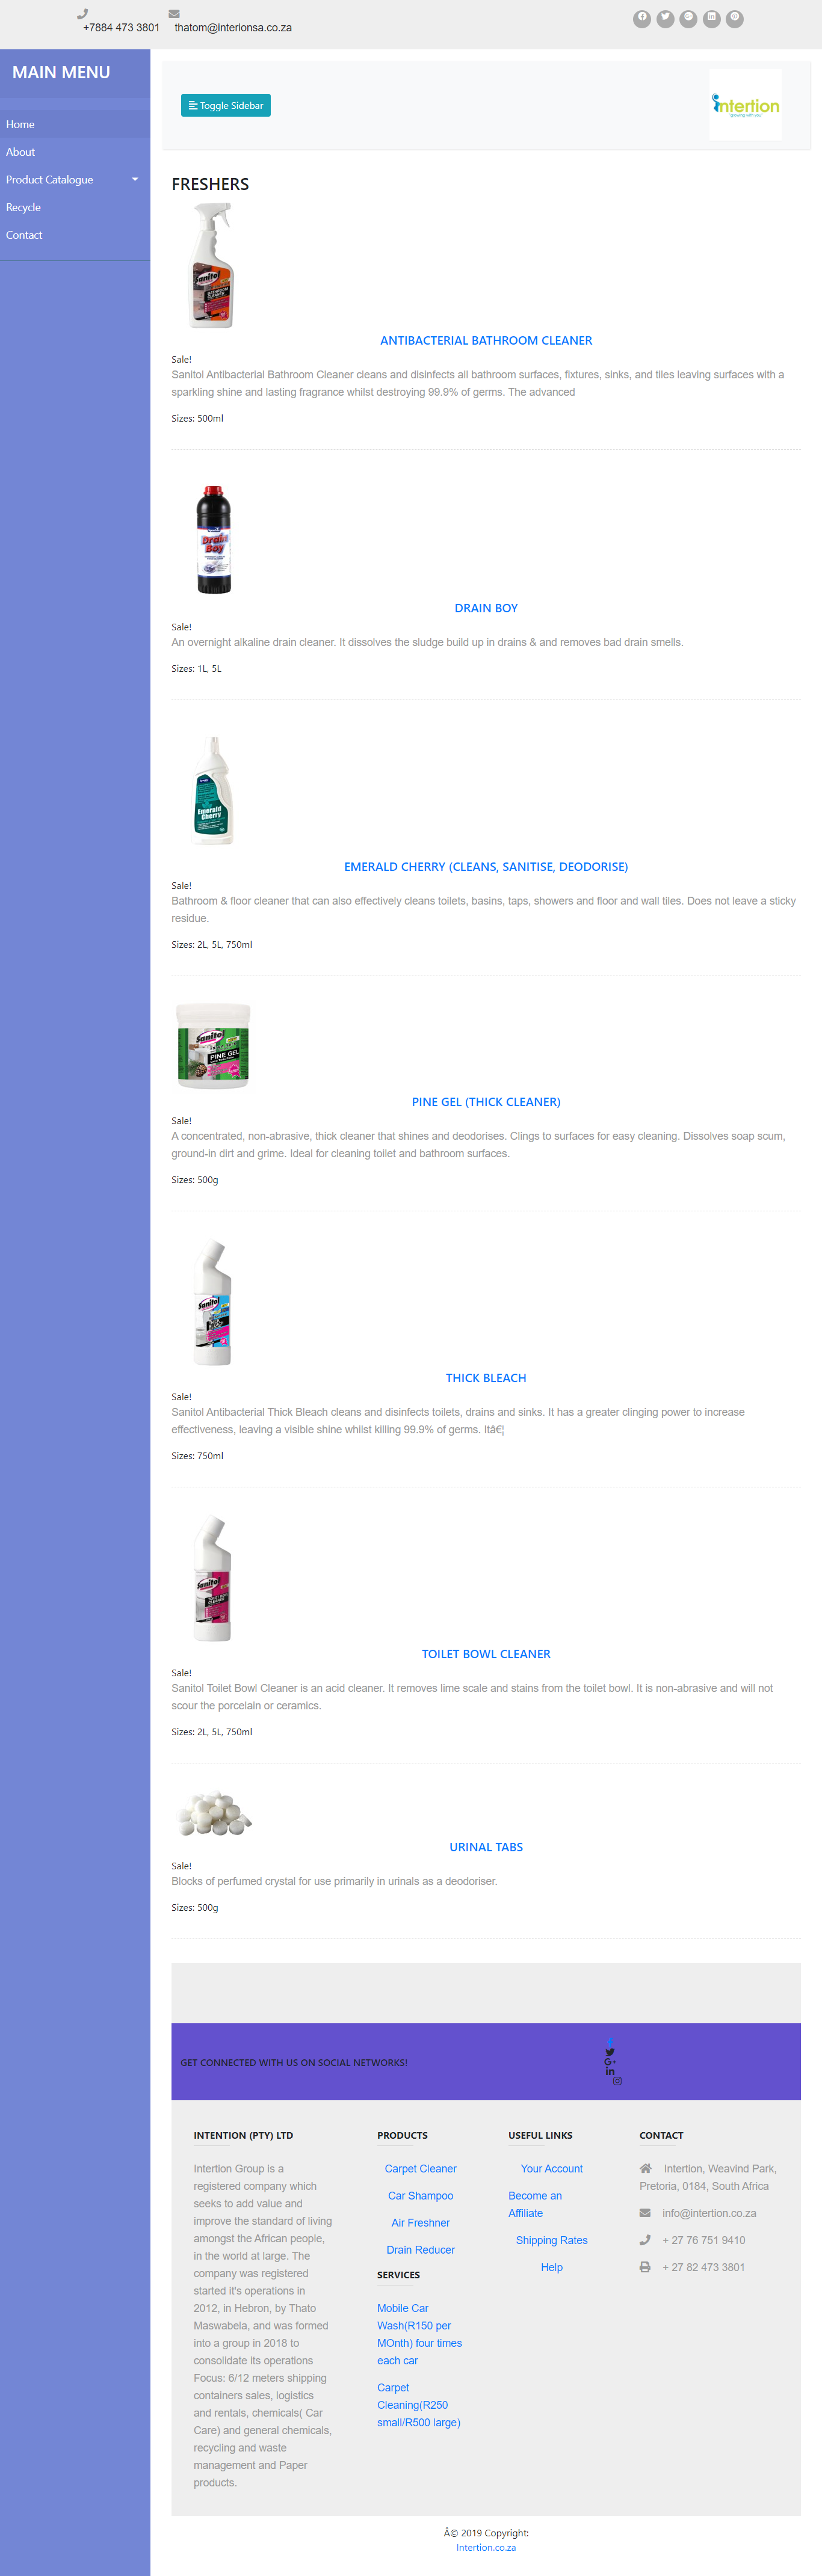 +7884 473 3801 thatom@interionsa.co.za
MAIN MENU
Home
About
Product Catalogue
Recycle
Contact
Toggle Sidebar
intertion
"growing with you"
FRESHERS
Sanitol
BATHROOM CLEANER
ANTIBACTERIAL BATHROOM CLEANER
Sale!
Sanitol Antibacterial Bathroom Cleaner cleans and disinfects all bathroom surfaces, fixtures, sinks, and tiles leaving surfaces with a
sparkling shine and lasting fragrance whilst destroying 99.9% of germs. The advanced
Sizes: 500ml
Drain
Boy
DRAIN BOY
Sale!
An overnight alkaline drain cleaner. It dissolves the sludge build up in drains & and removes bad drain smells.
Sizes: 1L, 5L
Emerald
Cherry
EMERALD CHERRY (CLEANS, SANITISE, DEODORISE)
Sale!
Bathroom & floor cleaner that can also effectively cleans toilets, basins, taps, showers and floor and wall tiles. Does not leave a sticky
residue.
Sizes: 2L, 5L, 750ml
Sanitol
PINE GEL
PINE GEL (THICK CLEANER)
Sale!
A concentrated, non-abrasive, thick cleaner that shines and deodorises. Clings to surfaces for easy cleaning. Dissolves soap scum,
ground-in dirt and grime. Ideal for cleaning toilet and bathroom surfaces.
Sizes: 500g
Sanitol
THICK BLEACH
Sale!
Sanitol Antibacterial Thick Bleach cleans and disinfects toilets, drains and sinks. It has a greater clinging power to increase
effectiveness, leaving a visible shine whilst killing 99.9% of germs. Itâ€¦
Sizes: 750ml
Sanitol
TOILET BOWL CLEANER
Sale!
Sanitol Toilet Bowl Cleaner is an acid cleaner. It removes lime scale and stains from the toilet bowl. It is non-abrasive and will not
scour the porcelain or ceramics.
Sizes: 2L, 5L, 750ml
URINAL TABS
Sale!
Blocks of perfumed crystal for use primarily in urinals as a deodoriser.
Sizes: 500g
GET CONNECTED WITH US ON SOCIAL NETWORKS!
INTENTION (PTY) LTD
Intertion Group is a
registered company which
seeks to add value and
improve the standard of living
amongst the African people,
in the world at large. The
company was registered
started it's operations in
2012, in Hebron, by Thato
Maswabela, and was formed
into a group in 2018 to
consolidate its operations
Focus: 6/12 meters shipping
containers sales, logistics
and rentals, chemicals( Car
Care) and general chemicals,
recycling and waste
management and Paper
products.
PRODUCTS
Carpet Cleaner
Car Shampoo
Air Freshner
Drain Reducer
SERVICES
Mobile Car
Wash(R150 per
MOnth) four times
each car
Carpet
Cleaning(R250
small/R500 large)
USEFUL LINKS
Your Account
Become an
Affiliate
Shipping Rates
Help
CONTACT
Intertion, Weavind Park,
Pretoria, 0184, South Africa
info@intertion.co.za
+ 27 76 751 9410
+ 27 82 473 3801
Â© 2019 Copyright:
Intertion.co.za